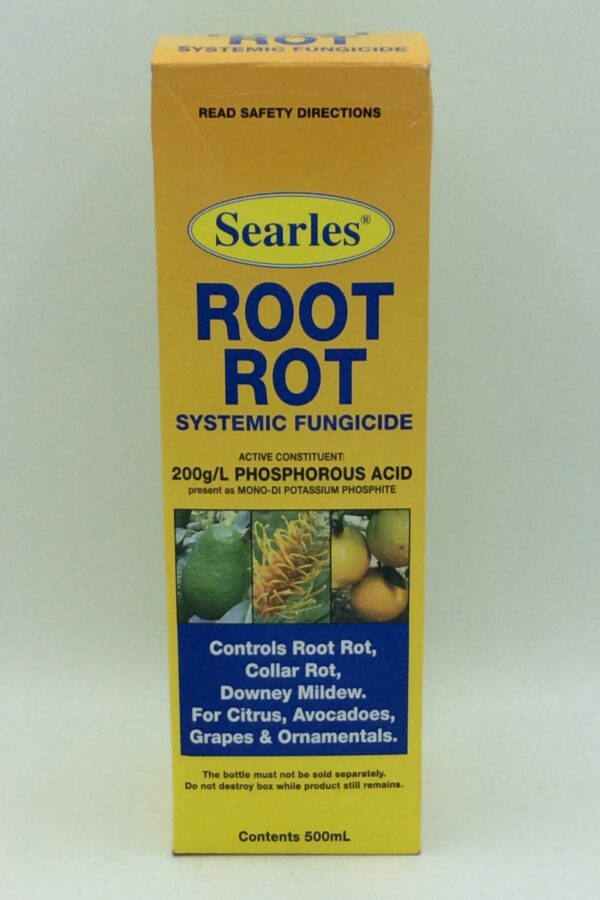 ROT
SYSTEMIC FUNGICIDE
READ SAFETY DIRECTIONS
Searles®
ROOT
ROT
SYSTEMIC FUNGICIDE
ACTIVE CONSTITUENT:
200g/L PHOSPHOROUS ACID
present as MONO-DI POTASSIUM PHOSPHITE
Controls Root Rot,
Collar Rot,
Downey Mildew.
For Citrus, Avocadoes,
Grapes & Ornamentals.
The bottle must not be sold separately.
Do not destroy box while product still remains.
Contents 500mL